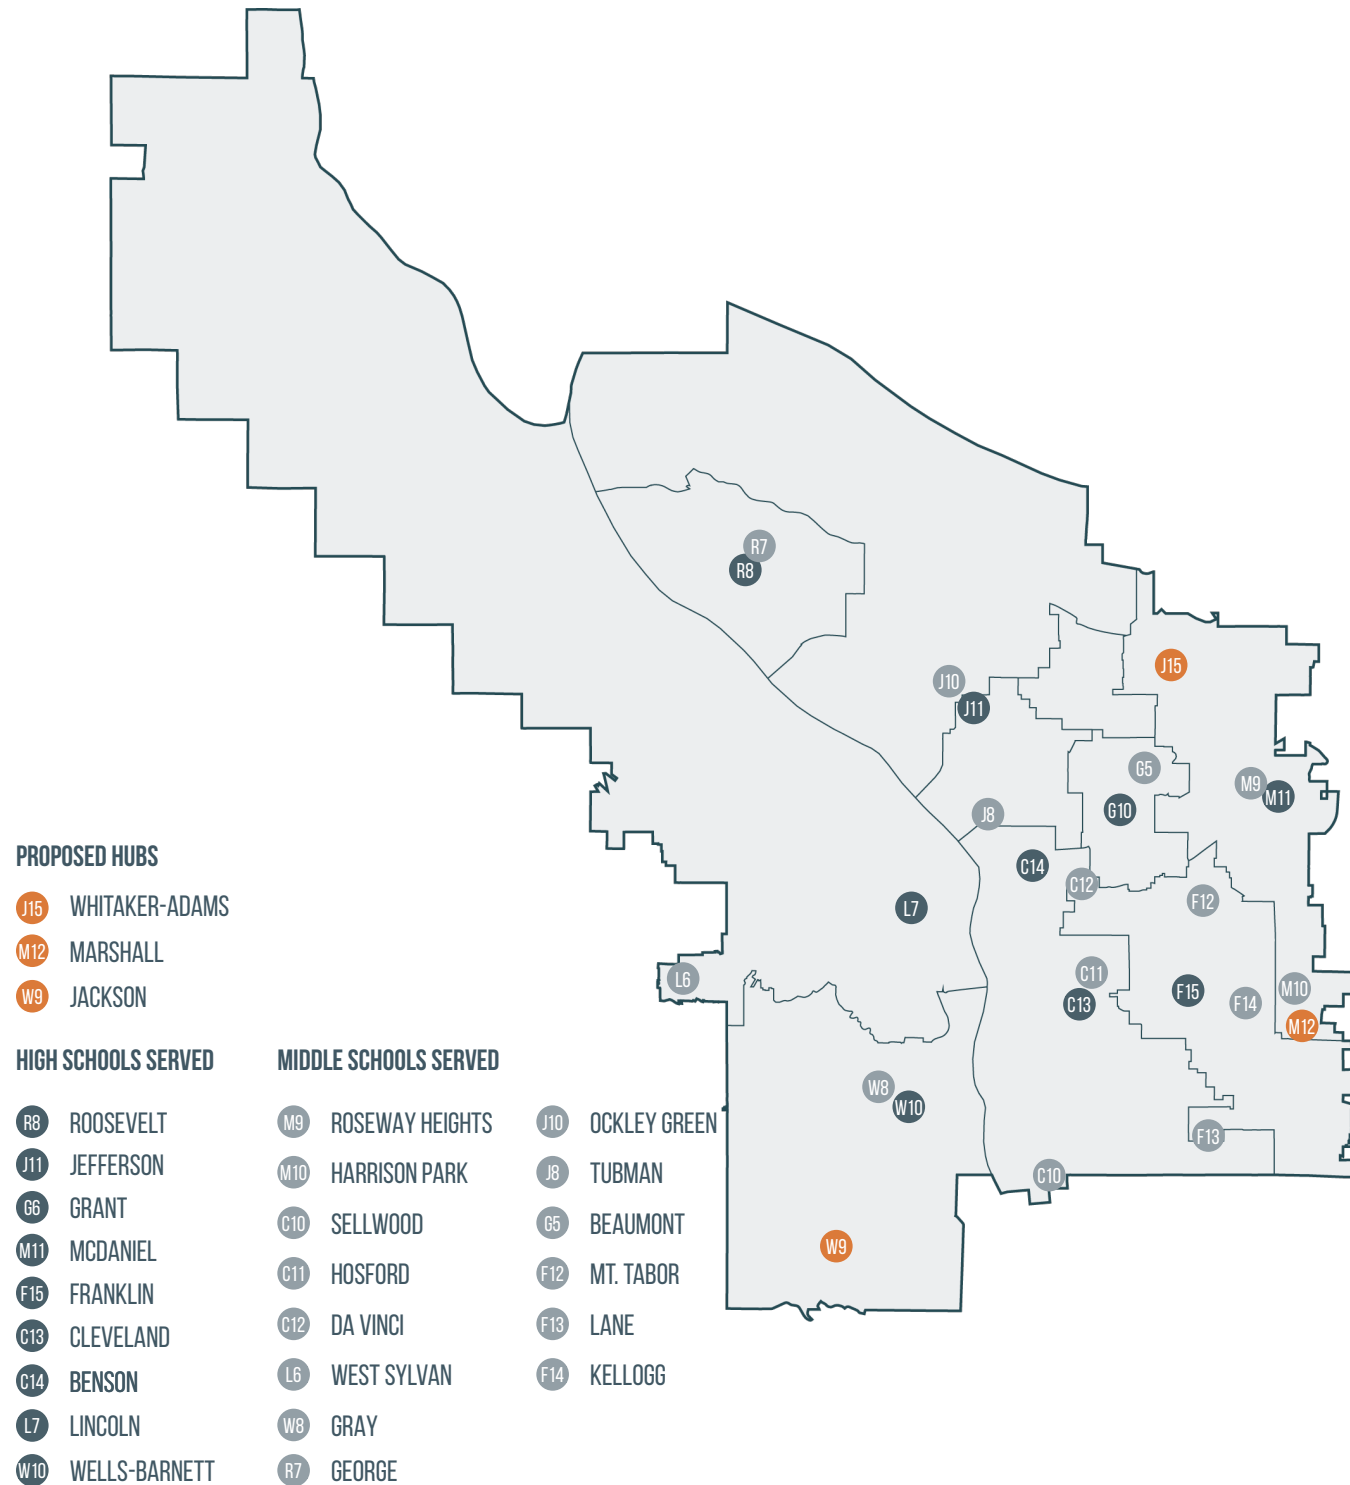 R7
R8
J15
J10
J11
G5
M9
M11
G10
J8
C14
C12
F12
L7
L6
C11
M10
F15
F14
C13
M12
W8
W10
F13
C10
W9
PROPOSED HUBS
J15 WHITAKER-ADAMS
M12 MARSHALL
W9 JACKSON
HIGH SCHOOLS SERVED
R8 ROOSEVELT
J11 JEFFERSON
G6 GRANT
M11 MCDANIEL
F15 FRANKLIN
C13 CLEVELAND
C14 BENSON
L7 LINCOLN
W10 WELLS-BARNETT
MIDDLE SCHOOLS SERVED
M9 ROSEWAY HEIGHTS
M10 HARRISON PARK
C10 SELLWOOD
C11 HOSFORD
C12 DA VINCI
L6 WEST SYLVAN
W8 GRAY
R7 GEORGE
J10 OCKLEY GREEN
J8 TUBMAN
G5 BEAUMONT
F12 MT. TABOR
F13 LANE
F14 KELLOGG